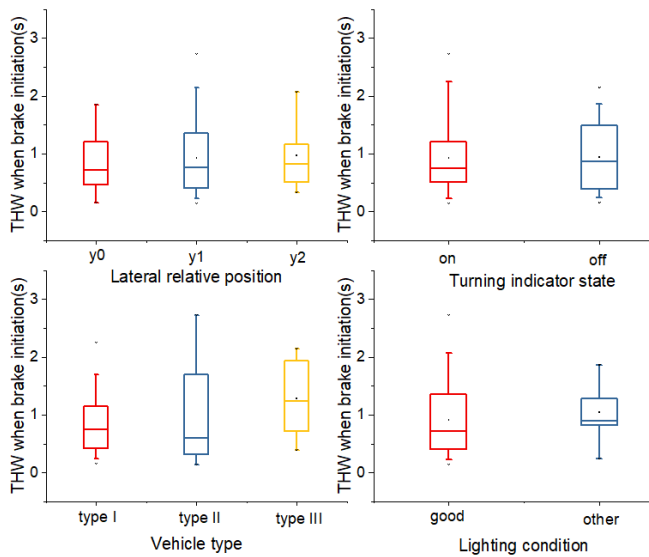 THW when brake initiation(s)
3
2
1
0
y0 y1 y2
Lateral relative position
THW when brake initiation(s)
3
2
1
0
on off
Turning indicator state
THW when brake initiation(s)
3
2
1
0
type I type II type III
Vehicle type
THW when brake initiation(s)
3
2
1
0
good other
Lighting condition